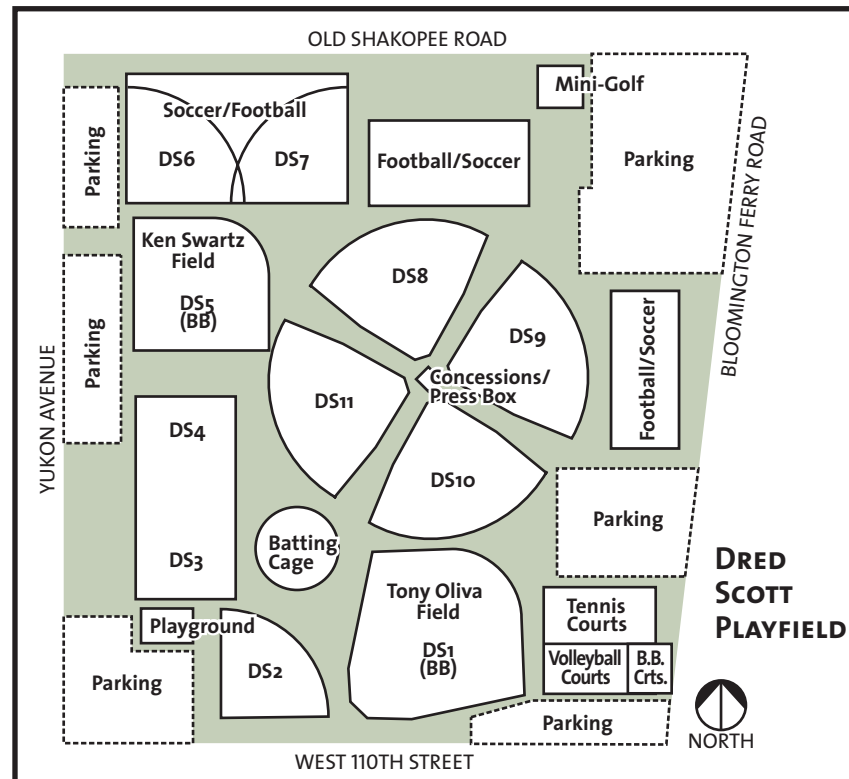 OLD SHAKOPEE ROAD
Mini-Golf
Soccer/Football
DS6
DS7
Parking
Football/Soccer
Parking
BLOOMINGTON FERRY ROAD
Ken Swartz
Field
DS5
(BB)
DS8
DS9
Parking
YUKON AVENUE
Concessions/
Press Box
Football/Soccer
DS11
DS4
DS10
Parking
Batting
Cage
DS3
DRED
SCOTT
PLAYFIELD
Tony Oliva
Field
DS1
(BB)
Tennis
Courts
Playground
Volleyball
Courts
B.B.
Crts.
DS2
Parking
Parking
NORTH
WEST 110TH STREET